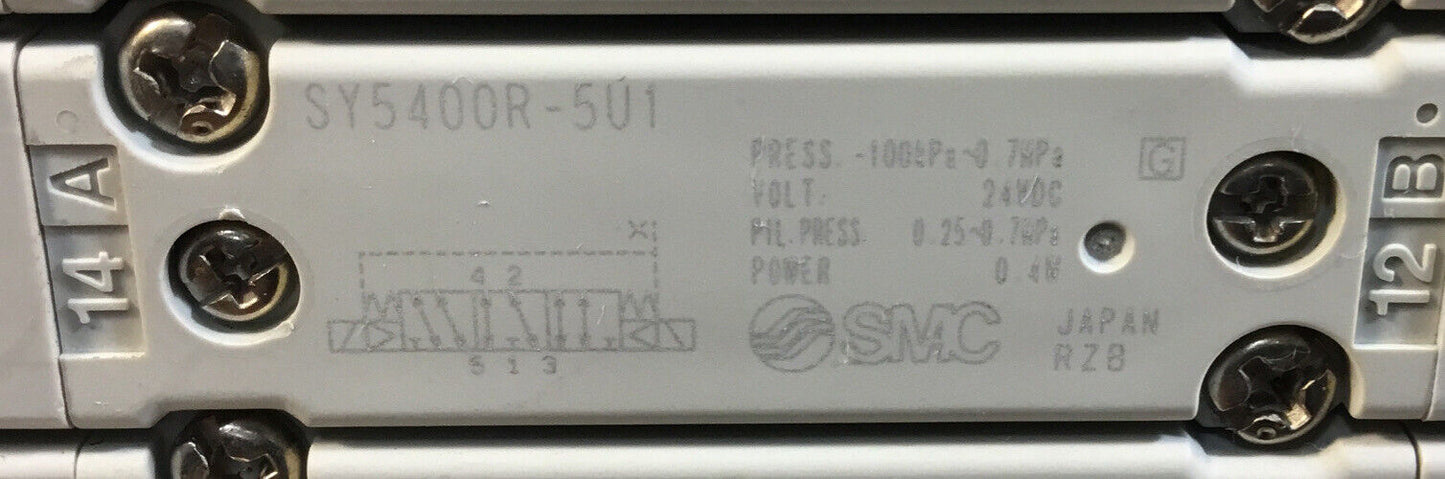 SY5400R-5U1
PRESS. -100kPa~0.7MPa
VOLT. 24VDC
PIL.PRESS. 0.25~0.7MPa
POWER 0.4W
G
X
4 2
5 1 3
SMC
JAPAN
RZB
A
14
B
12